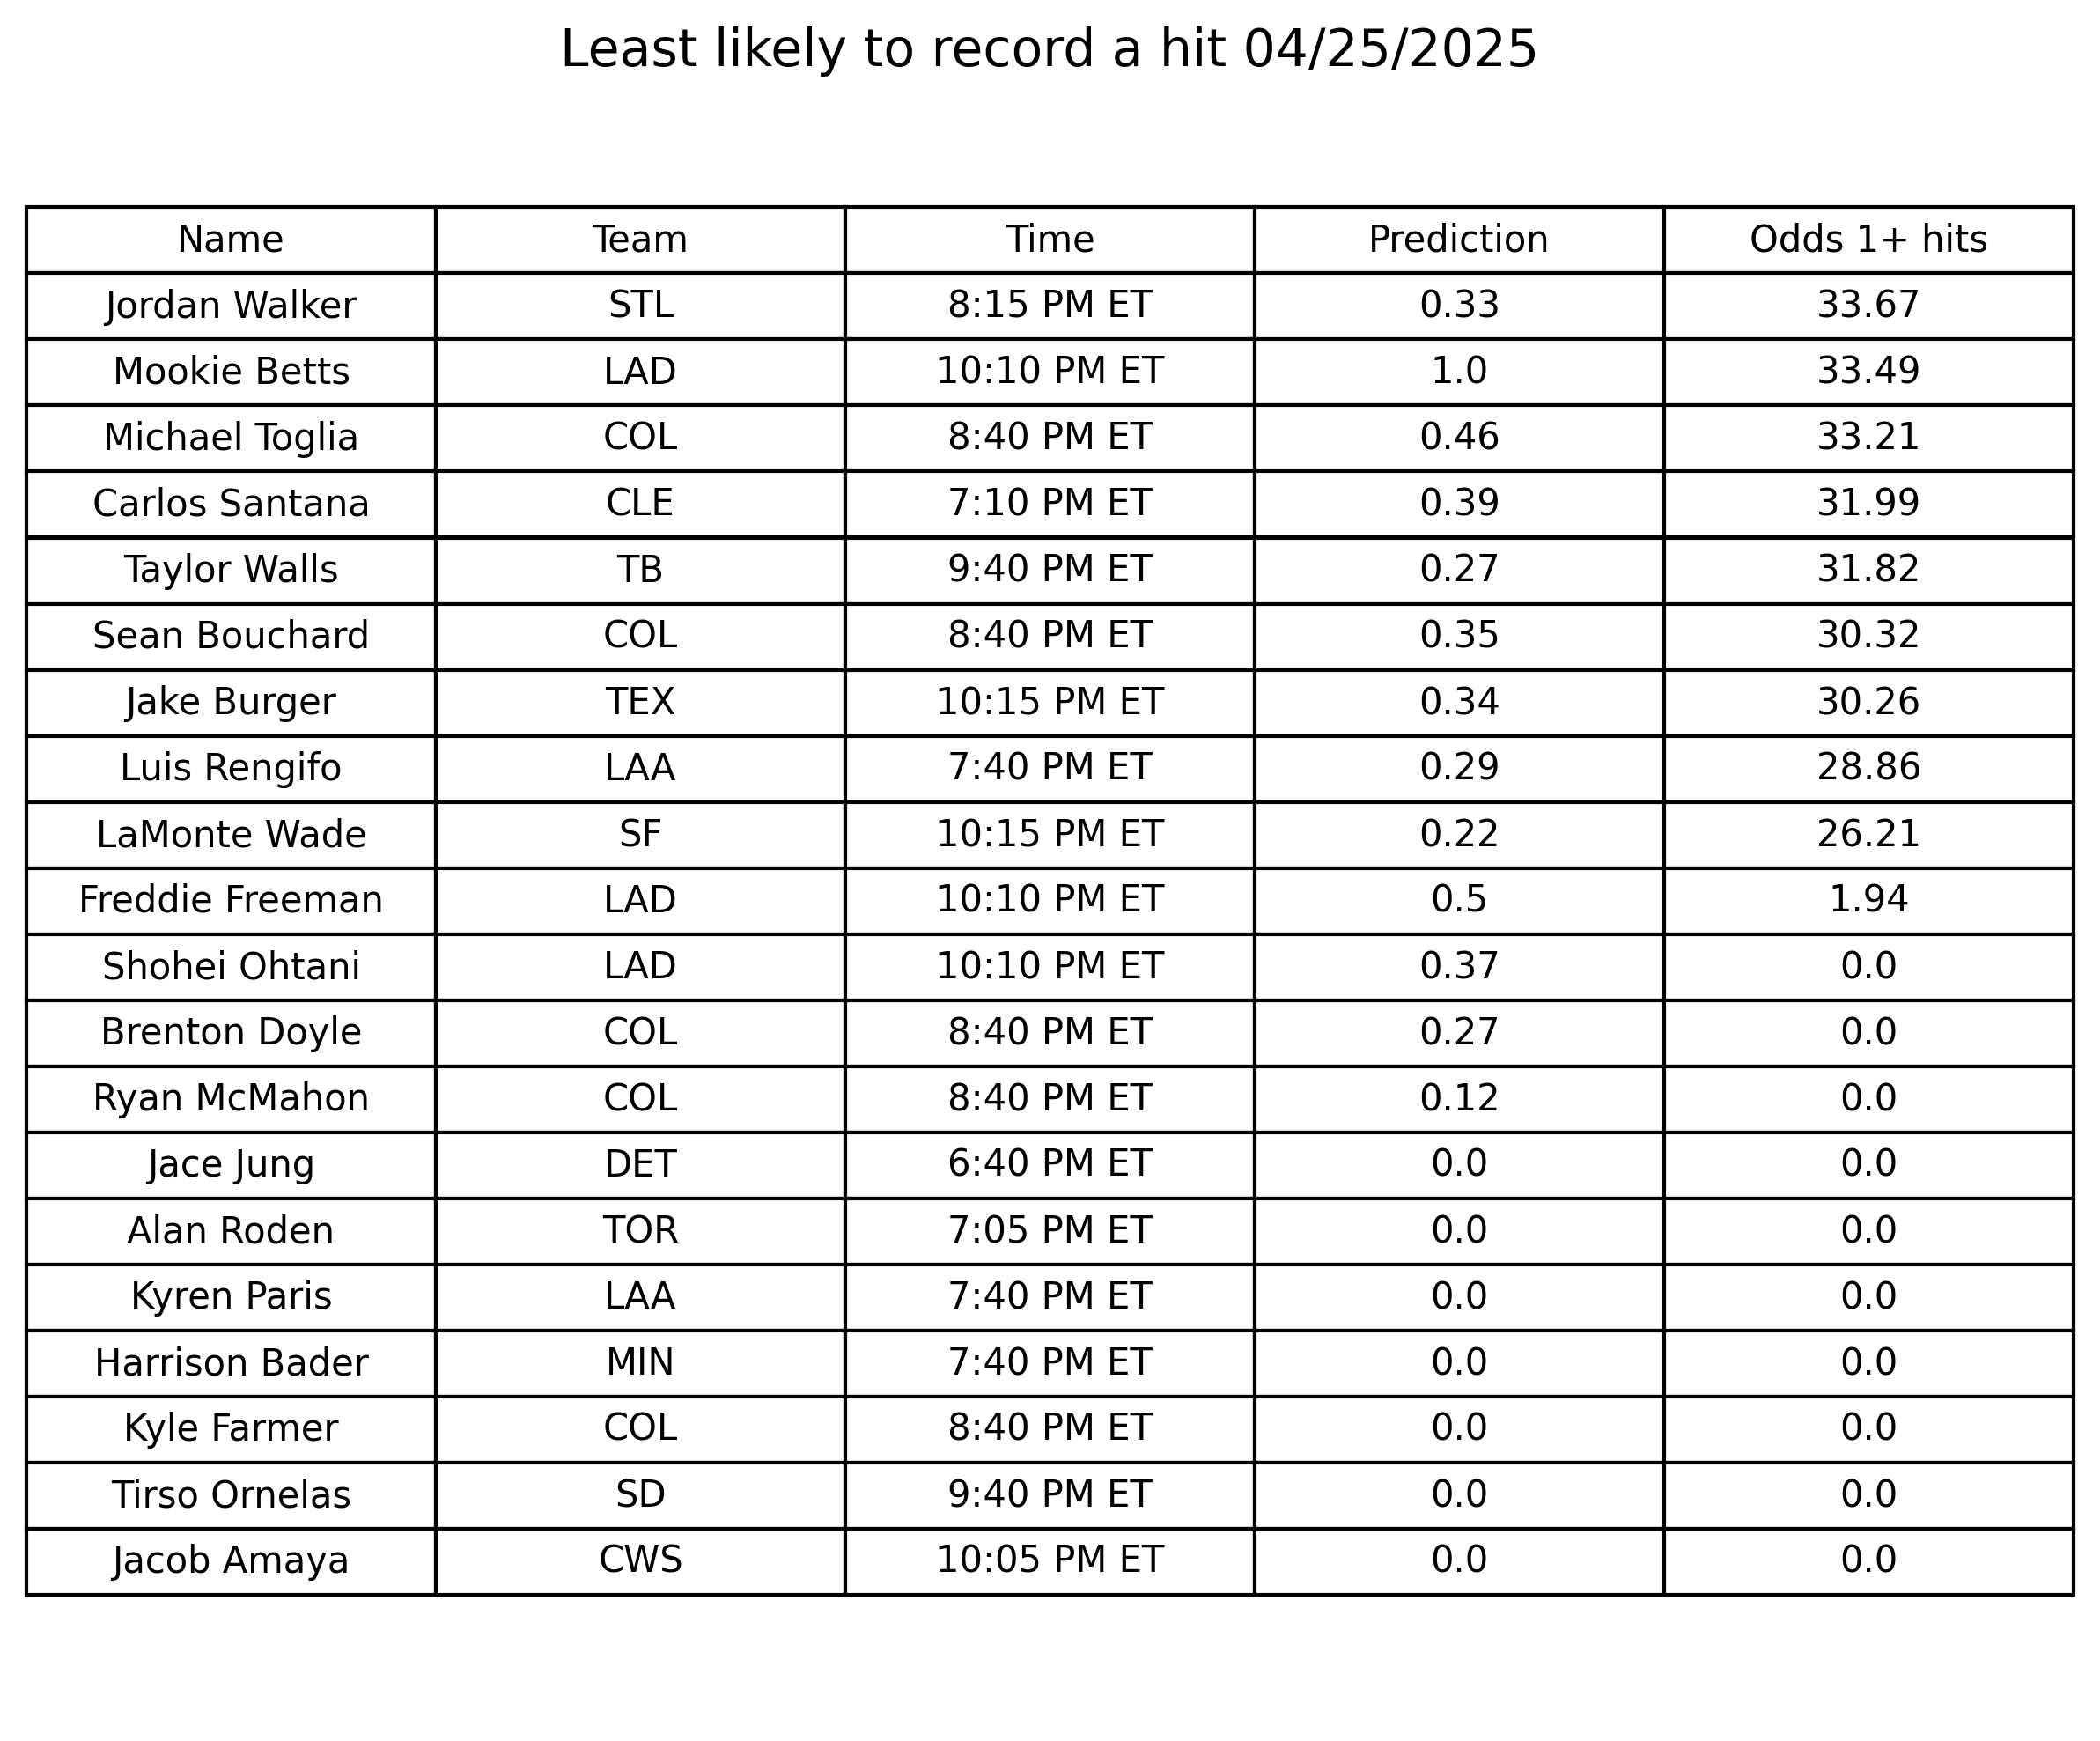 Least likely to record a hit 04/25/2025
Name Team Time Prediction Odds 1+ hits
Jordan Walker STL 8:15 PM ET 0.33 33.67
Mookie Betts LAD 10:10 PM ET 1.0 33.49
Michael Toglia COL 8:40 PM ET 0.46 33.21
Carlos Santana CLE 7:10 PM ET 0.39 31.99
Taylor Walls TB 9:40 PM ET 0.27 31.82
Sean Bouchard COL 8:40 PM ET 0.35 30.32
Jake Burger TEX 10:15 PM ET 0.34 30.26
Luis Rengifo LAA 7:40 PM ET 0.29 28.86
LaMonte Wade SF 10:15 PM ET 0.22 26.21
Freddie Freeman LAD 10:10 PM ET 0.5 1.94
Shohei Ohtani LAD 10:10 PM ET 0.37 0.0
Brenton Doyle COL 8:40 PM ET 0.27 0.0
Ryan McMahon COL 8:40 PM ET 0.12 0.0
Jace Jung DET 6:40 PM ET 0.0 0.0
Alan Roden TOR 7:05 PM ET 0.0 0.0
Kyren Paris LAA 7:40 PM ET 0.0 0.0
Harrison Bader MIN 7:40 PM ET 0.0 0.0
Kyle Farmer COL 8:40 PM ET 0.0 0.0
Tirso Ornelas SD 9:40 PM ET 0.0 0.0
Jacob Amaya CWS 10:05 PM ET 0.0 0.0